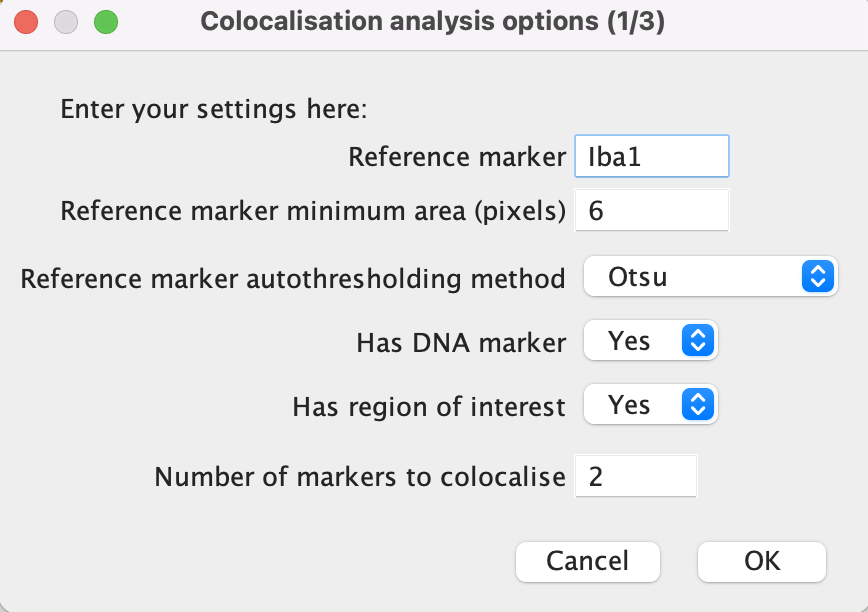 Colocalisation analysis options (1/3)
Enter your settings here:
Reference marker Iba1
Reference marker minimum area (pixels) 6
Reference marker autothresholding method Otsu
Has DNA marker Yes
Has region of interest Yes
Number of markers to colocalise 2
Cancel OK